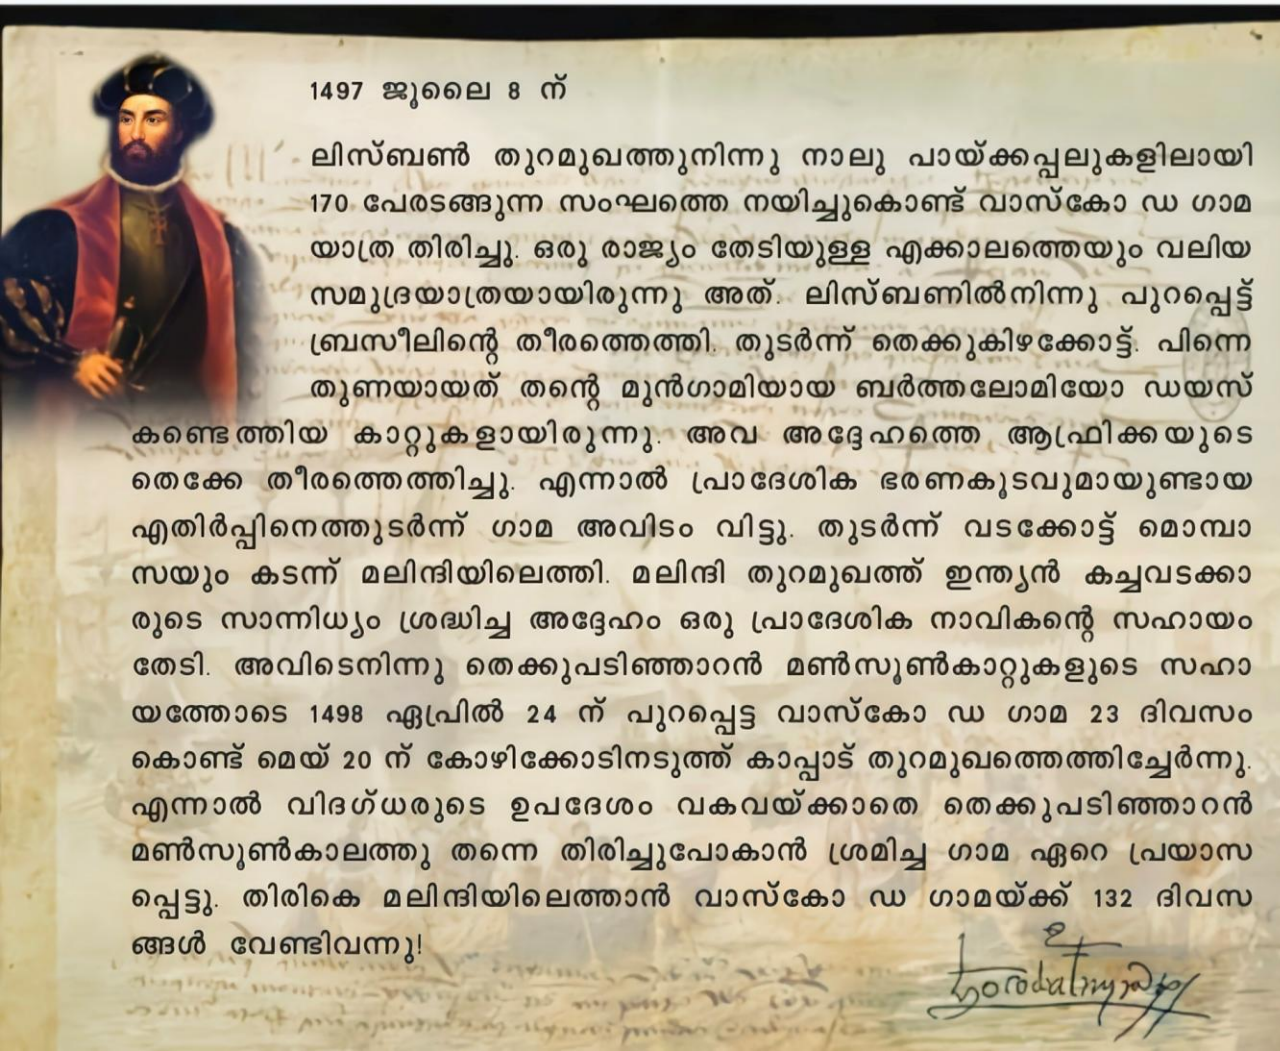 1497 ജൂലൈ 8 ന്
ലിസ്ബൺ തുറമുഖത്തുനിന്നു നാലു പായ്ക്കപ്പലുകളിലായി
170 പേരടങ്ങുന്ന സംഘത്തെ നയിച്ചുകൊണ്ട് വാസ്കോ ഡ ഗാമ
യാത്ര തിരിച്ചു. ഒരു രാജ്യം തേടിയുള്ള എക്കാലത്തെയും വലിയ
സമുദ്രയാത്രയായിരുന്നു അത്. ലിസ്ബണിൽനിന്നു പുറപ്പെട്ട്
ബ്രസീലിന്റെ തീരത്തെത്തി. തുടർന്ന് തെക്കുകിഴക്കോട്ട്. പിന്നെ
തുണയായത് തന്റെ മുൻഗാമിയായ ബർത്തലോമിയോ ഡയസ്
കണ്ടെത്തിയ കാറ്റുകളായിരുന്നു. അവ അദ്ദേഹത്തെ ആഫ്രിക്കയുടെ
തെക്കേ തീരത്തെത്തിച്ചു. എന്നാൽ പ്രാദേശിക ഭരണകൂടവുമായുണ്ടായ
എതിർപ്പിനെത്തുടർന്ന് ഗാമ അവിടം വിട്ടു. തുടർന്ന് വടക്കോട്ട് മൊമ്പാ
സയും കടന്ന് മലിന്ദിയിലെത്തി. മലിന്ദി തുറമുഖത്ത് ഇന്ത്യൻ കച്ചവടക്കാ
രുടെ സാന്നിധ്യം ശ്രദ്ധിച്ച അദ്ദേഹം ഒരു പ്രാദേശിക നാവികന്റെ സഹായം
തേടി. അവിടെനിന്നു തെക്കുപടിഞ്ഞാറൻ മൺസൂൺകാറ്റുകളുടെ സഹാ
യത്തോടെ 1498 ഏപ്രിൽ 24 ന് പുറപ്പെട്ട വാസ്കോ ഡ ഗാമ 23 ദിവസം
കൊണ്ട് മെയ് 20 ന് കോഴിക്കോടിനടുത്ത് കാപ്പാട് തുറമുഖത്തെത്തിച്ചേർന്നു.
എന്നാൽ വിദഗ്ധരുടെ ഉപദേശം വകവയ്ക്കാതെ തെക്കുപടിഞ്ഞാറൻ
മൺസൂൺകാലത്തു തന്നെ തിരിച്ചുപോകാൻ ശ്രമിച്ച ഗാമ ഏറെ പ്രയാസ
പ്പെട്ടു. തിരികെ മലിന്ദിയിലെത്താൻ വാസ്കോ ഡ ഗാമയ്ക്ക് 132 ദിവസ
ങ്ങൾ വേണ്ടിവന്നു!